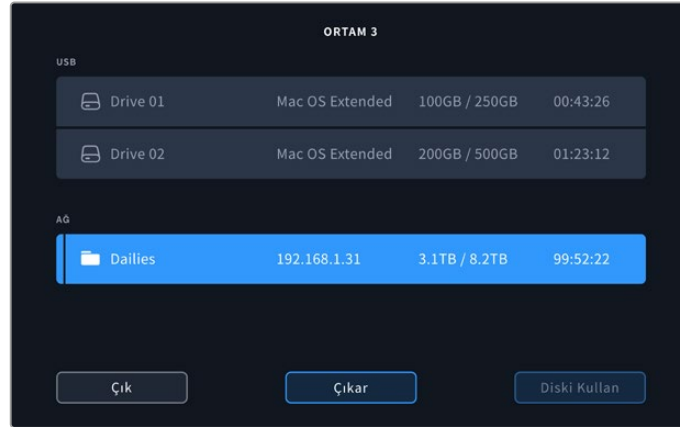 ORTAM 3
USB
Drive 01 Mac OS Extended 100GB / 250GB 00:43:26
Drive 02 Mac OS Extended 200GB / 500GB 01:23:12
AĞ
Dailies 192.168.1.31 3.1TB / 8.2TB 99:52:22
Çık Çıkar Diski Kullan